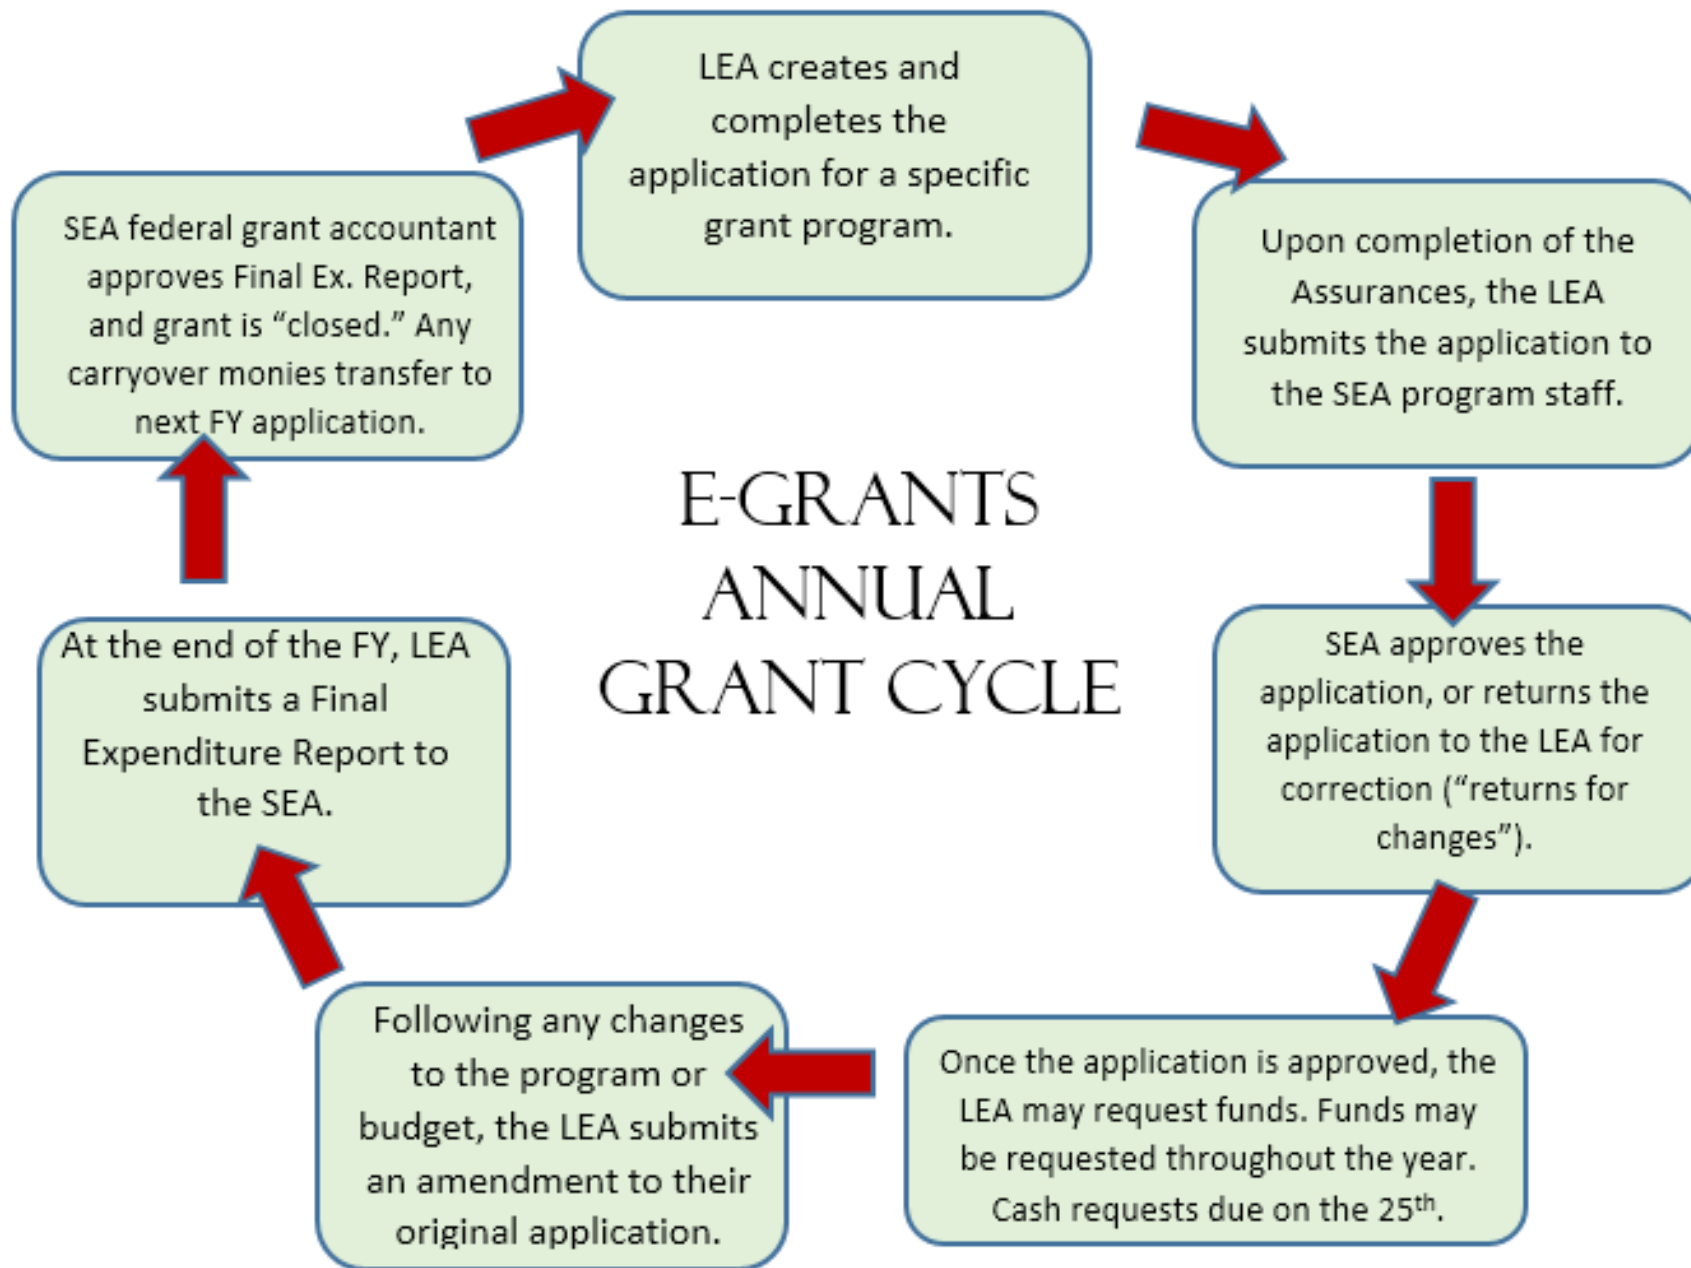 LEA creates and
completes the
application for a specific
grant program.
Upon completion of the
Assurances, the LEA
submits the application to
the SEA program staff.
SEA approves the
application, or returns the
application to the LEA for
correction (“returns for
changes”).
Once the application is approved, the
LEA may request funds. Funds may
be requested throughout the year.
Cash requests due on the 25th.
Following any changes
to the program or
budget, the LEA submits
an amendment to their
original application.
At the end of the FY, LEA
submits a Final
Expenditure Report to
the SEA.
SEA federal grant accountant
approves Final Ex. Report,
and grant is “closed.” Any
carryover monies transfer to
next FY application.
E-GRANTS
ANNUAL
GRANT CYCLE